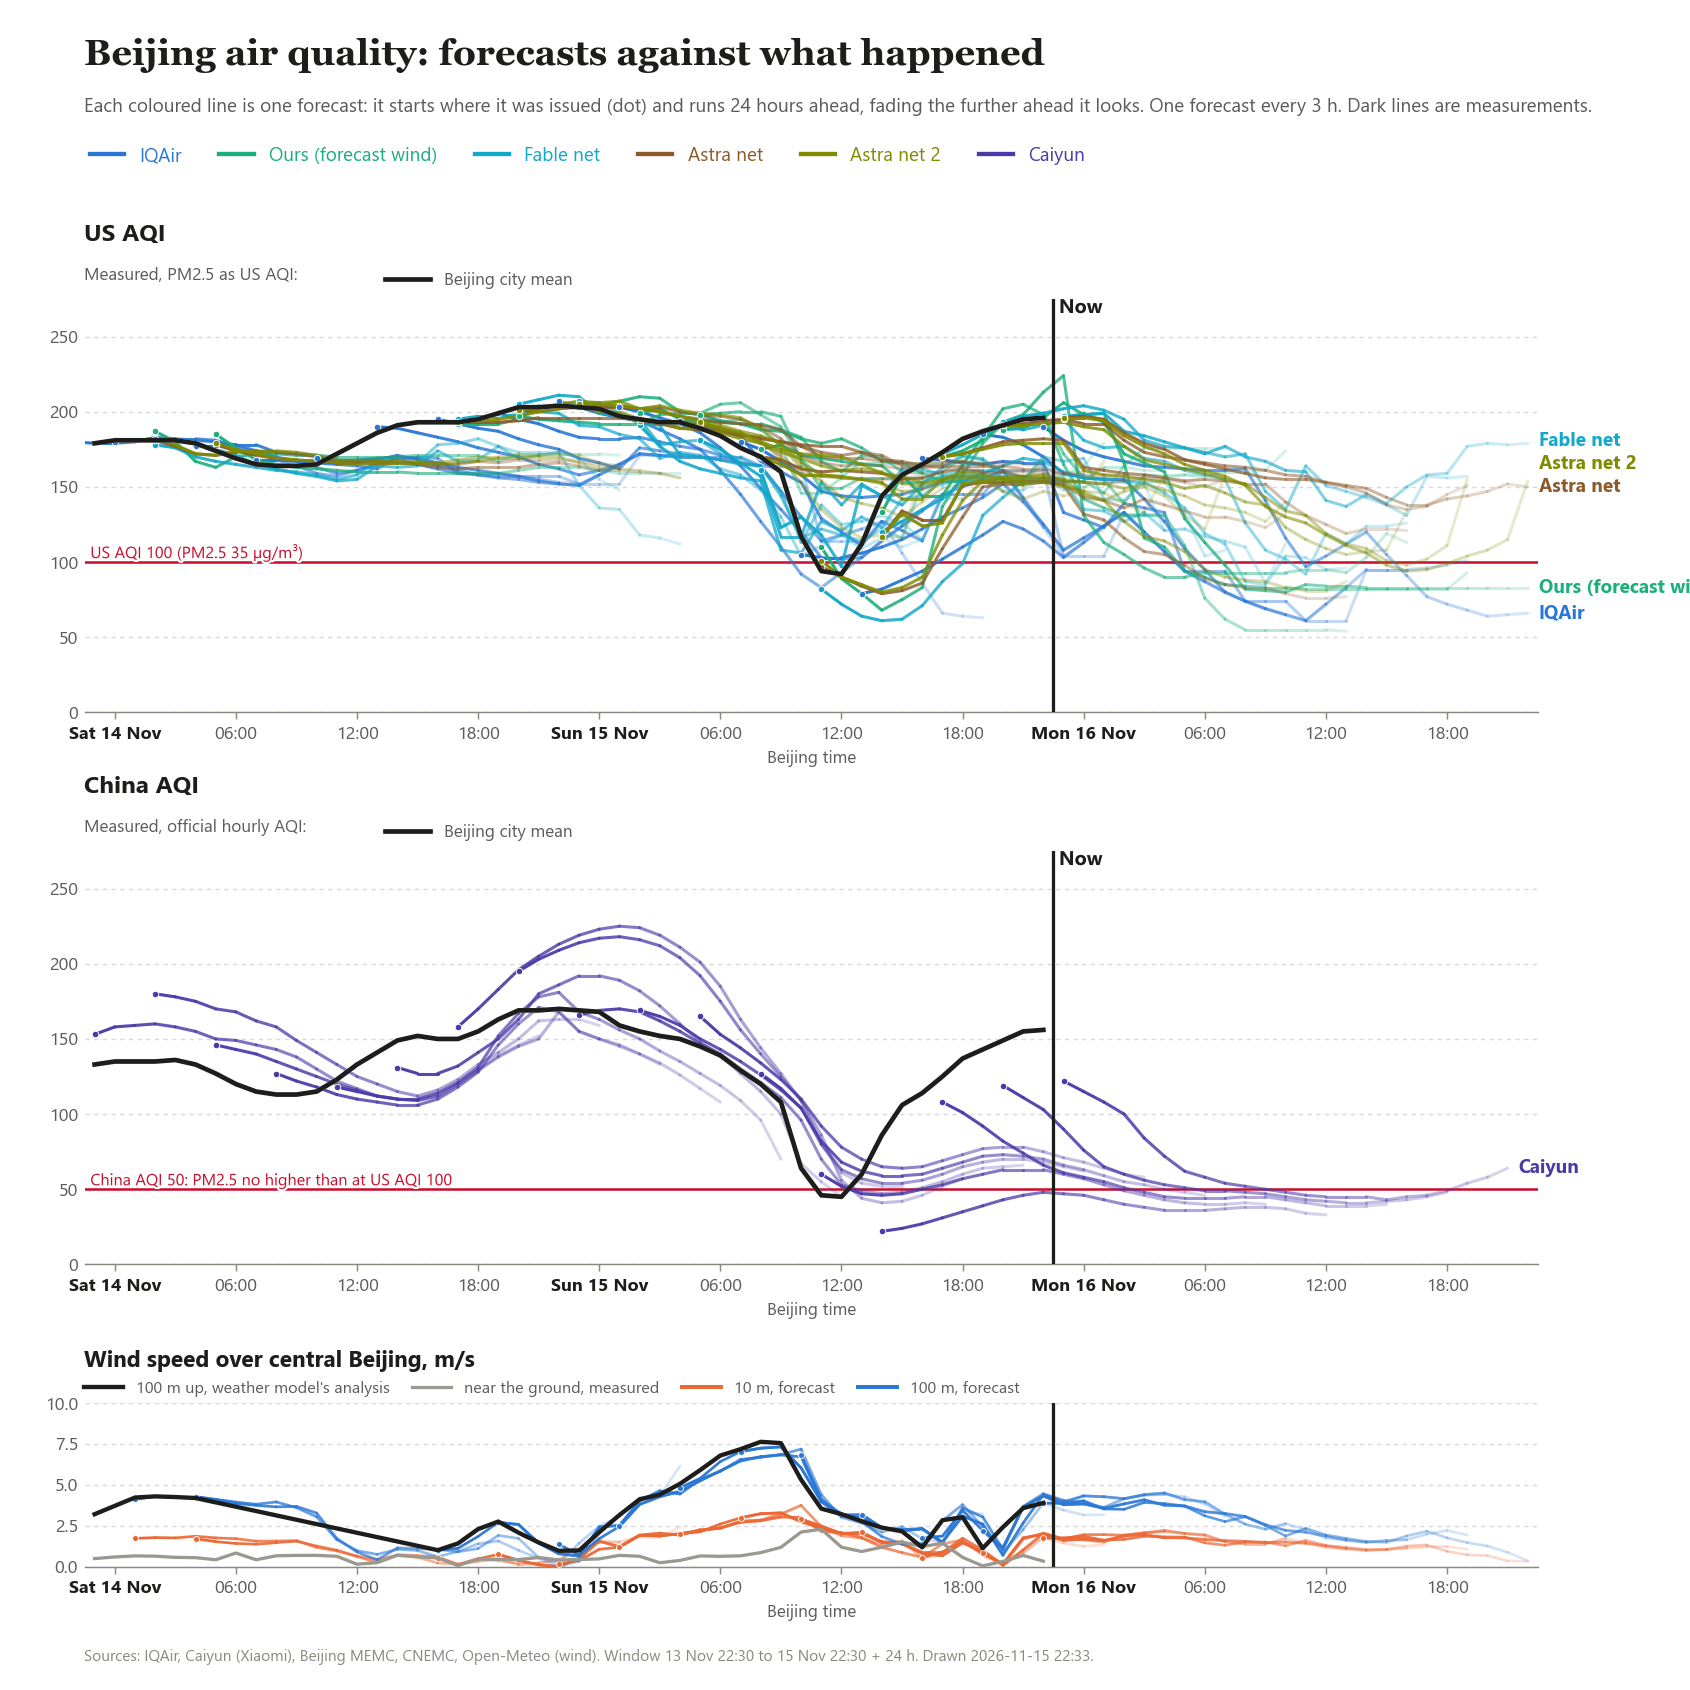 Beijing air quality: forecasts against what happened
Each coloured line is one forecast: it starts where it was issued (dot) and runs 24 hours ahead, fading the further ahead it looks. One forecast every 3 h. Dark lines are measurements.
IQAir Ours (forecast wind) Fable net Astra net Astra net 2 Caiyun
US AQI
Measured, PM2.5 as US AQI: Beijing city mean
Now
250
200
150
100
50
0
US AQI 100 (PM2.5 35 µg/m³)
Fable net
Astra net 2
Astra net
Ours (forecast wi
IQAir
Sat 14 Nov 06:00 12:00 18:00 Sun 15 Nov 06:00 12:00 18:00 Mon 16 Nov 06:00 12:00 18:00
Beijing time
China AQI
Measured, official hourly AQI: Beijing city mean
Now
250
200
150
100
50
0
China AQI 50: PM2.5 no higher than at US AQI 100
Caiyun
Sat 14 Nov 06:00 12:00 18:00 Sun 15 Nov 06:00 12:00 18:00 Mon 16 Nov 06:00 12:00 18:00
Beijing time
Wind speed over central Beijing, m/s
100 m up, weather model's analysis near the ground, measured 10 m, forecast 100 m, forecast
10.0
7.5
5.0
2.5
0.0
Sat 14 Nov 06:00 12:00 18:00 Sun 15 Nov 06:00 12:00 18:00 Mon 16 Nov 06:00 12:00 18:00
Beijing time
Sources: IQAir, Caiyun (Xiaomi), Beijing MEMC, CNEMC, Open-Meteo (wind). Window 13 Nov 22:30 to 15 Nov 22:30 + 24 h. Drawn 2026-11-15 22:33.